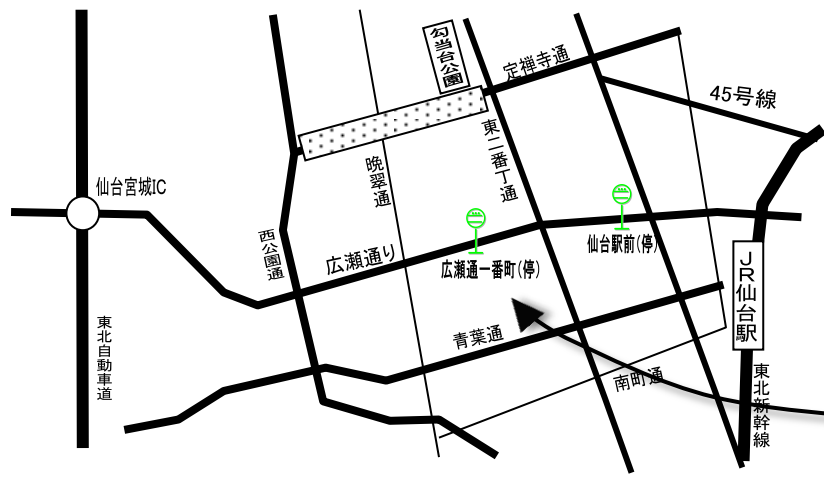 勾当台公園
定禅寺通
45号線
東二番丁通
晩翠通
仙台宮城IC
西公園通
広瀬通り
広瀬通一番町(停)
仙台駅前(停)
JR仙台駅
青葉通
南町通
東北自動車道
東北新幹線